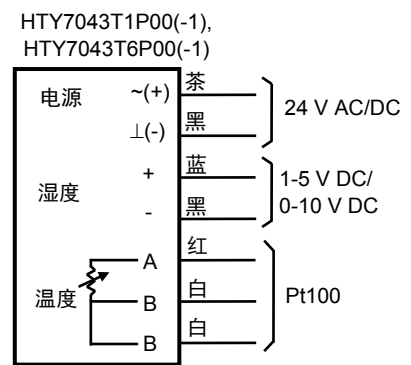 HTY7043T1P00(-1),
HTY7043T6P00(-1)
电源 ~(+) 茶
24 V AC/DC
⊥(-) 黑
+ 蓝
湿度
1-5 V DC/
- 黑
0-10 V DC
A 红
温度 B 白
Pt100
B 白